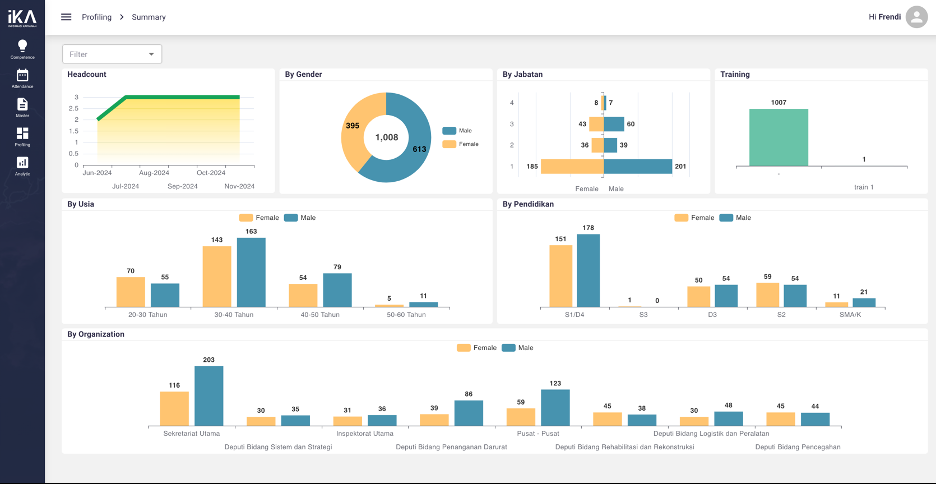 iKA
Profiling > Summary
Hi Frendi
Competence
Attendance
Master
Profiling
Analysis
Filter
Headcount
3
2.5
2
1.5
1
0.5
0
Jun-2024
Jul-2024
Aug-2024
Sep-2024
Oct-2024
Nov-2024
By Gender
395
1,008
613
Male
Female
By Jabatan
4 8 7
3 43 60
2 36 39
1 185 201
Female Male
Training
1007
1
-
train 1
By Usia
Female Male
70 55 143 163 54 79 5 11
20-30 Tahun 30-40 Tahun 40-50 Tahun 50-60 Tahun
By Pendidikan
Female Male
151 178 1 0 50 54 59 54 11 21
S1/D4 S3 D3 S2 SMA/K
By Organization
Female Male
116 203 30 35 31 36 39 86 59 123 45 38 30 48 45 44
Sekretariat Utama Inspektorat Utama Pusat - Pusat Deputi Bidang Logistik dan Peralatan
Deputi Bidang Sistem dan Strategi Deputi Bidang Penanganan Darurat Deputi Bidang Rehabilitasi dan Rekonstruksi Deputi Bidang Pencegahan